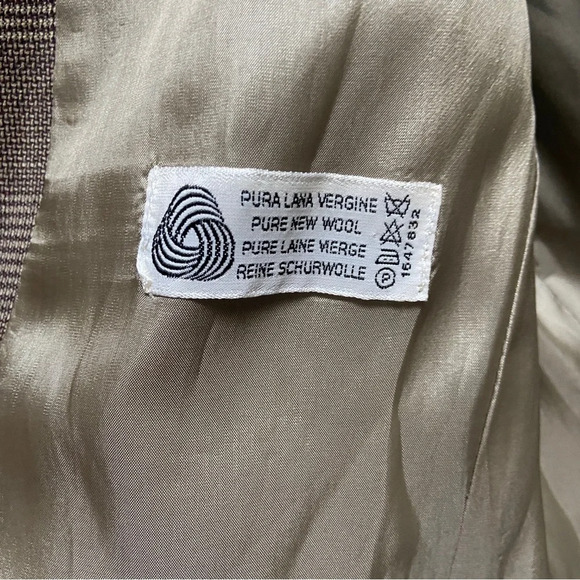 PURA LANA VERGINE
PURE NEW WOOL
PURE LAINE VIERGE
REINE SCHURWOLLE
P
1647832